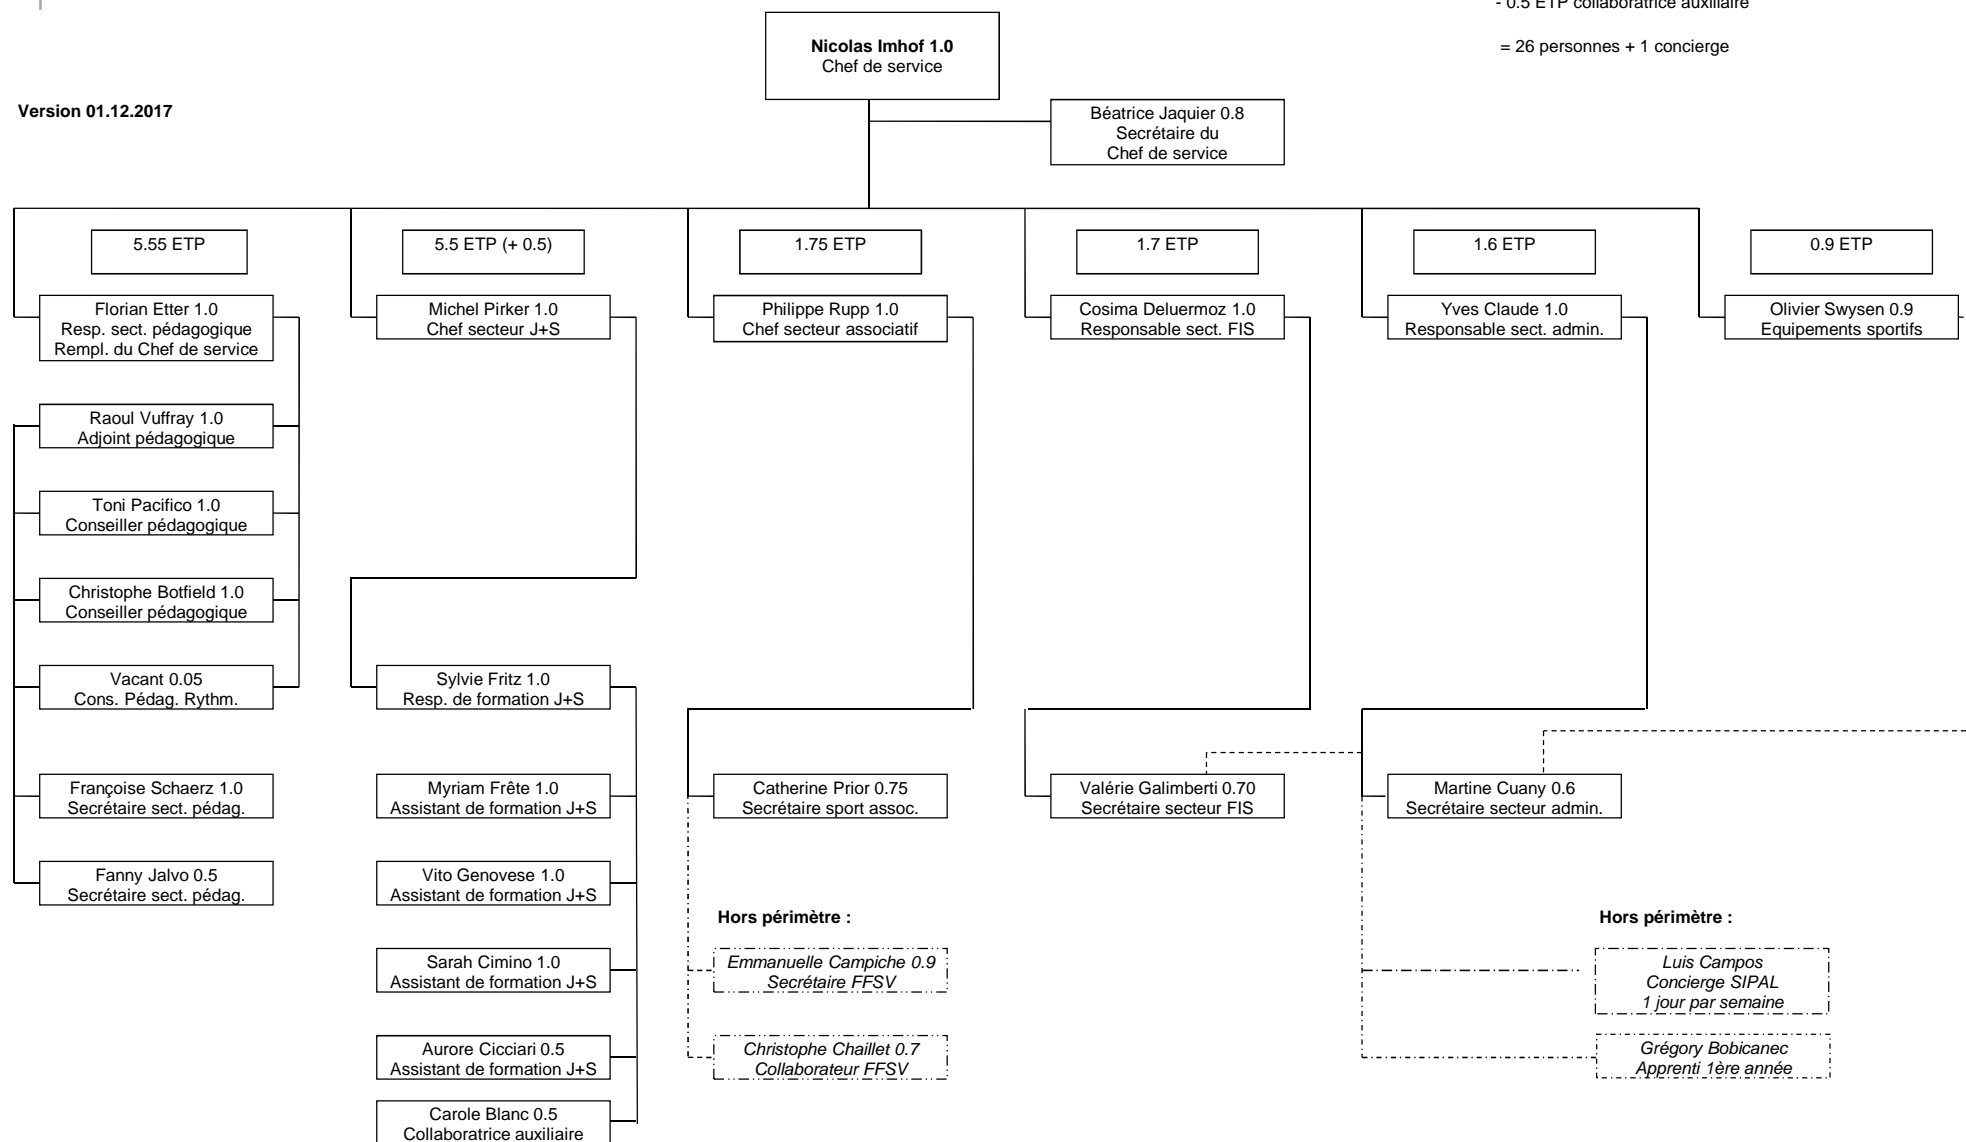 - 0.5 ETP collaboratrice auxiliaire
= 26 personnes + 1 concierge
Nicolas Imhof 1.0
Chef de service
Version 01.12.2017
Béatrice Jaquier 0.8
Secrétaire du
Chef de service
5.55 ETP
5.5 ETP (+ 0.5)
1.75 ETP
1.7 ETP
1.6 ETP
0.9 ETP
Florian Etter 1.0
Resp. sect. pédagogique
Rempl. du Chef de service
Michel Pirker 1.0
Chef secteur J+S
Philippe Rupp 1.0
Chef secteur associatif
Cosima Deluermoz 1.0
Responsable sect. FIS
Yves Claude 1.0
Responsable sect. admin.
Olivier Swysen 0.9
Equipements sportifs
Raoul Vuffray 1.0
Adjoint pédagogique
Toni Pacifico 1.0
Conseiller pédagogique
Christophe Botfield 1.0
Conseiller pédagogique
Vacant 0.05
Cons. Pédag. Rythm.
Sylvie Fritz 1.0
Resp. de formation J+S
Françoise Schaerz 1.0
Secrétaire sect. pédag.
Myriam Frête 1.0
Assistant de formation J+S
Catherine Prior 0.75
Secrétaire sport assoc.
Valérie Galimberti 0.70
Secrétaire secteur FIS
Martine Cuany 0.6
Secrétaire secteur admin.
Fanny Jalvo 0.5
Secrétaire sect. pédag.
Vito Genovese 1.0
Assistant de formation J+S
Hors périmètre :
Hors périmètre :
Sarah Cimino 1.0
Assistant de formation J+S
Emmanuelle Campiche 0.9
Secrétaire FFSV
Luis Campos
Concierge SIPAL
1 jour par semaine
Aurore Cicciari 0.5
Assistant de formation J+S
Christophe Chaillet 0.7
Collaborateur FFSV
Grégory Bobicanec
Apprenti 1ère année
Carole Blanc 0.5
Collaboratrice auxiliaire